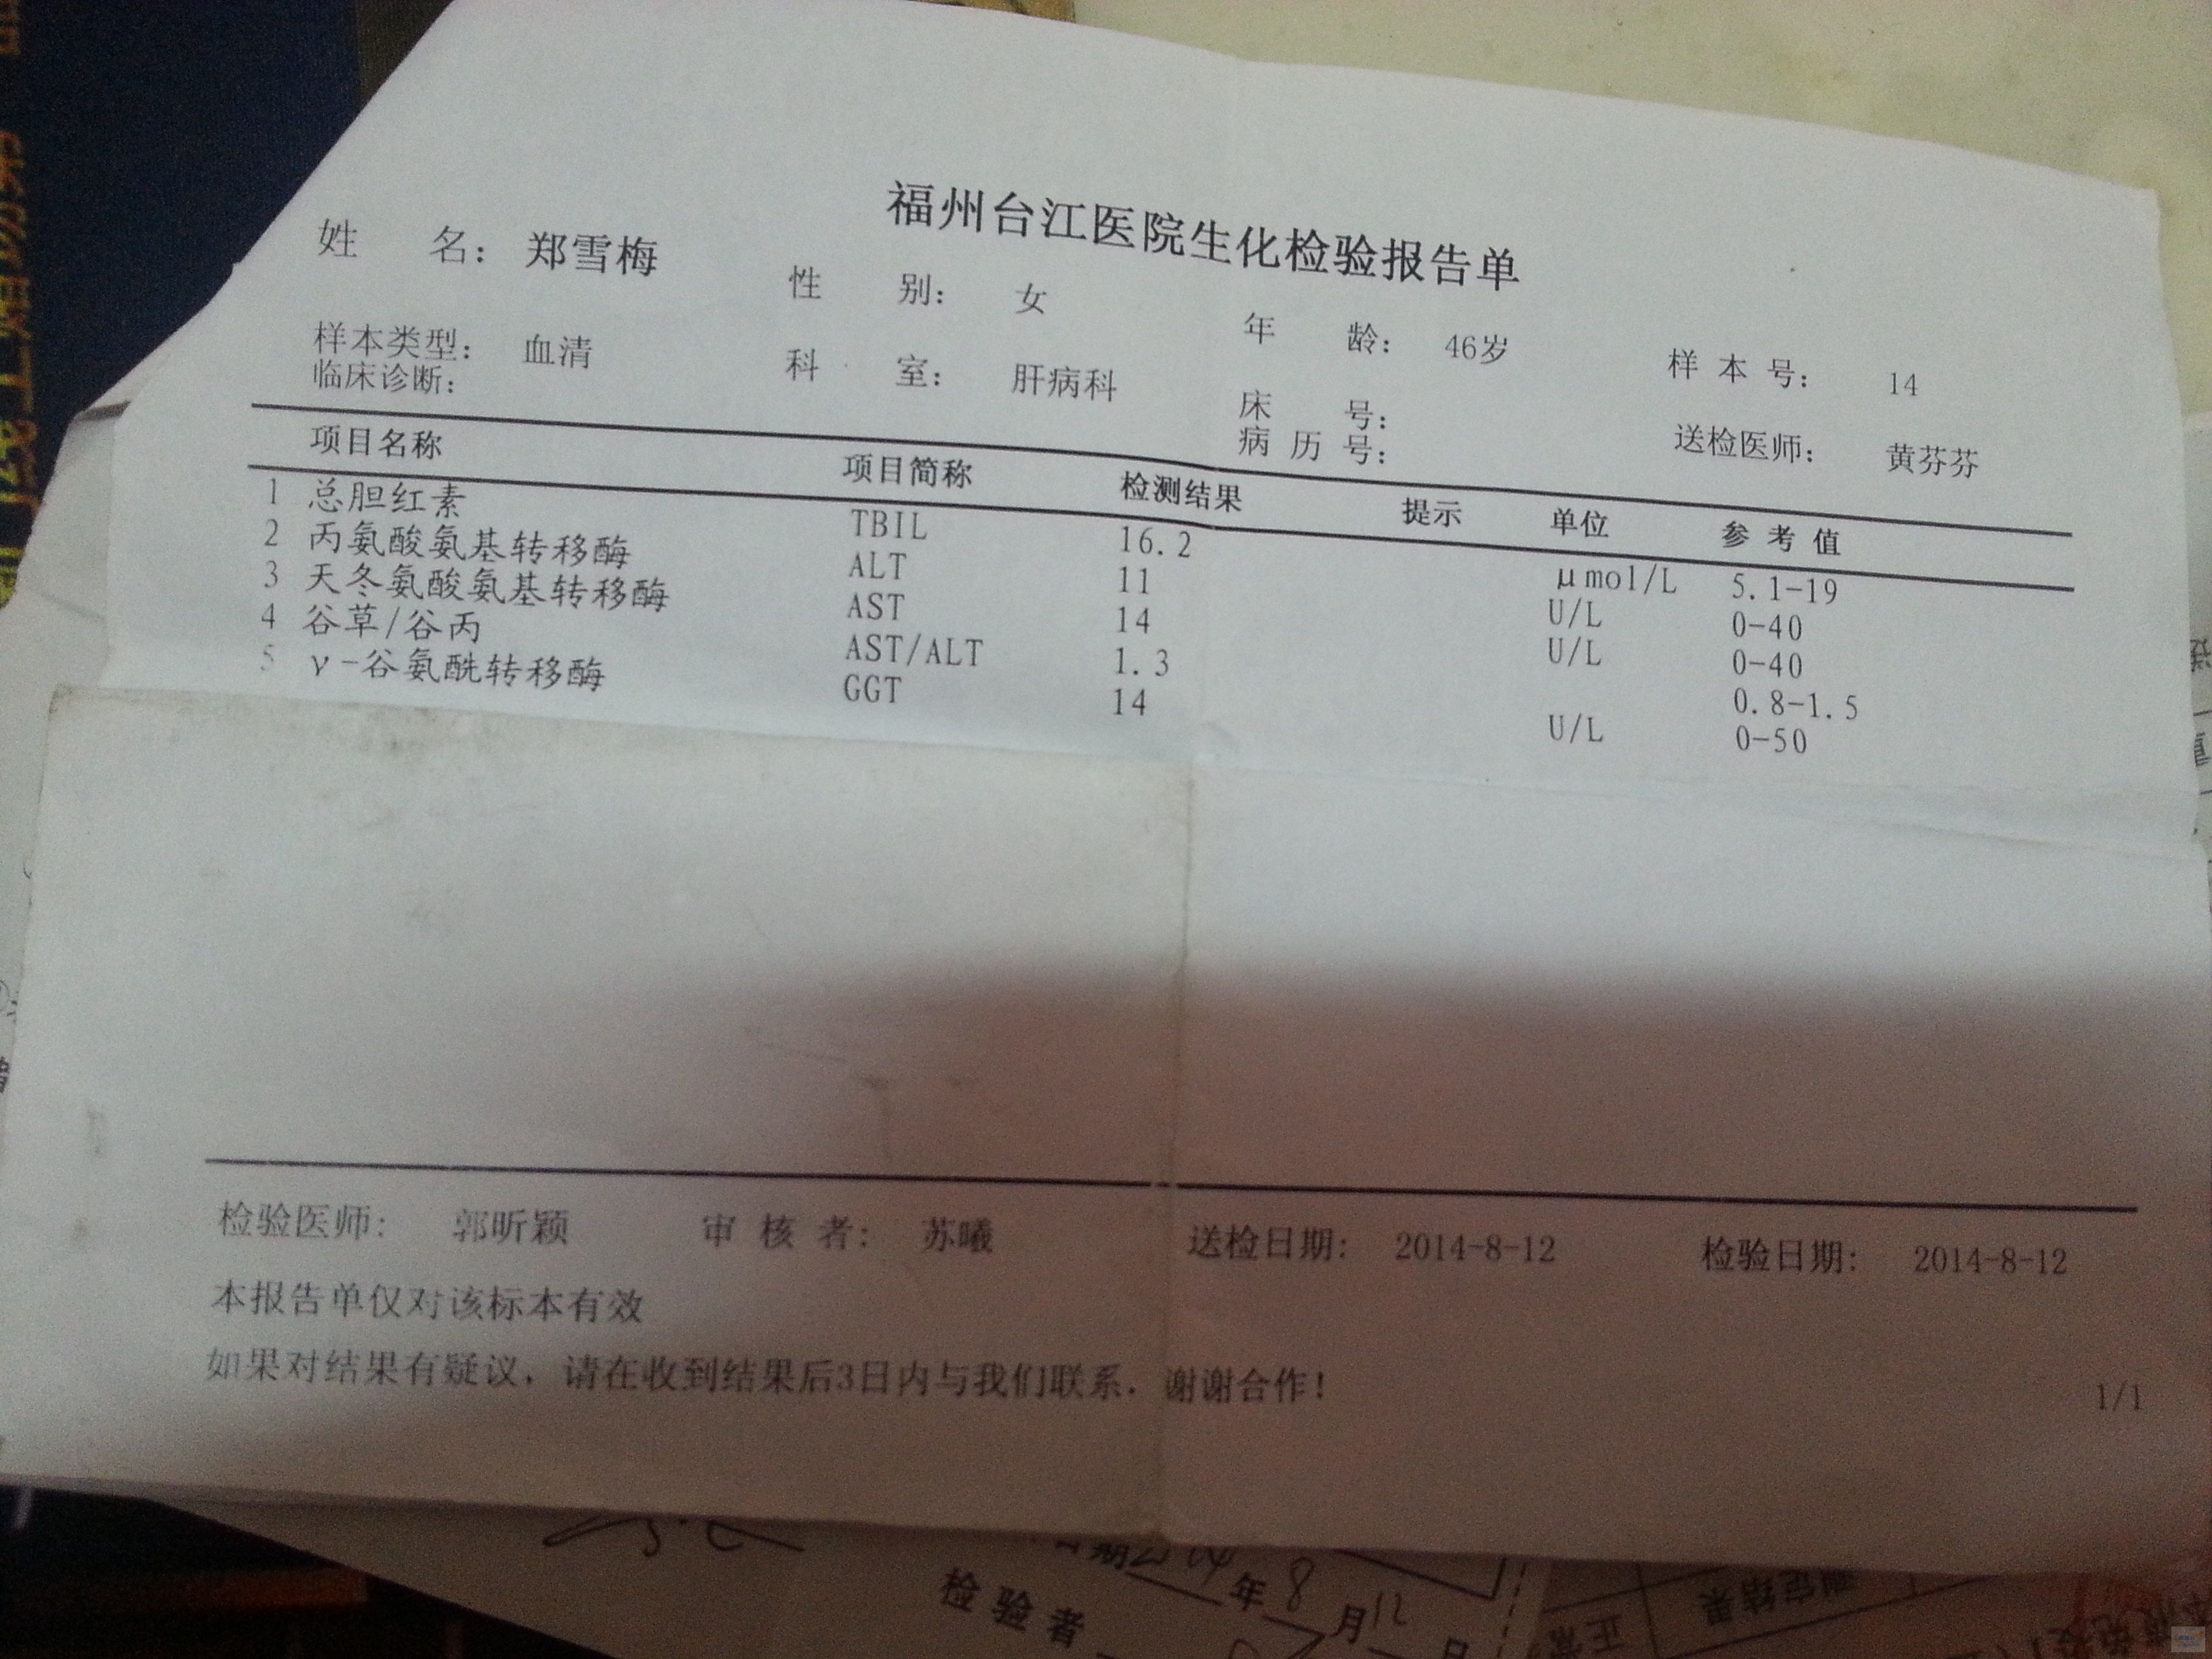 福州台江医院生化检验报告单
姓 名: 郑雪梅 性 别: 女 年 龄: 46岁 样 本 号: 14
样本类型: 血清 科 室: 肝病科 床 号: 送检医师: 黄芬芬
临床诊断: 病 历 号:
项目名称 项目简称 检测结果 提示 单位 参 考 值
1 总胆红素 TBIL 16.2 μmol/L 5.1-19
2 丙氨酸氨基转移酶 ALT 11 U/L 0-40
3 天冬氨酸氨基转移酶 AST 14 U/L 0-40
4 谷草/谷丙 AST/ALT 1.3 0.8-1.5
5 γ-谷氨酰转移酶 GGT 14 U/L 0-50
检验医师: 郭昕颖 审 核 者: 苏曦 送检日期: 2014-8-12 检验日期: 2014-8-12
本报告单仅对该标本有效
如果对结果有疑议, 请在收到结果后3日内与我们联系. 谢谢合作!
1/1
年 8 月 12 日
检 验 者
测定结果
正常